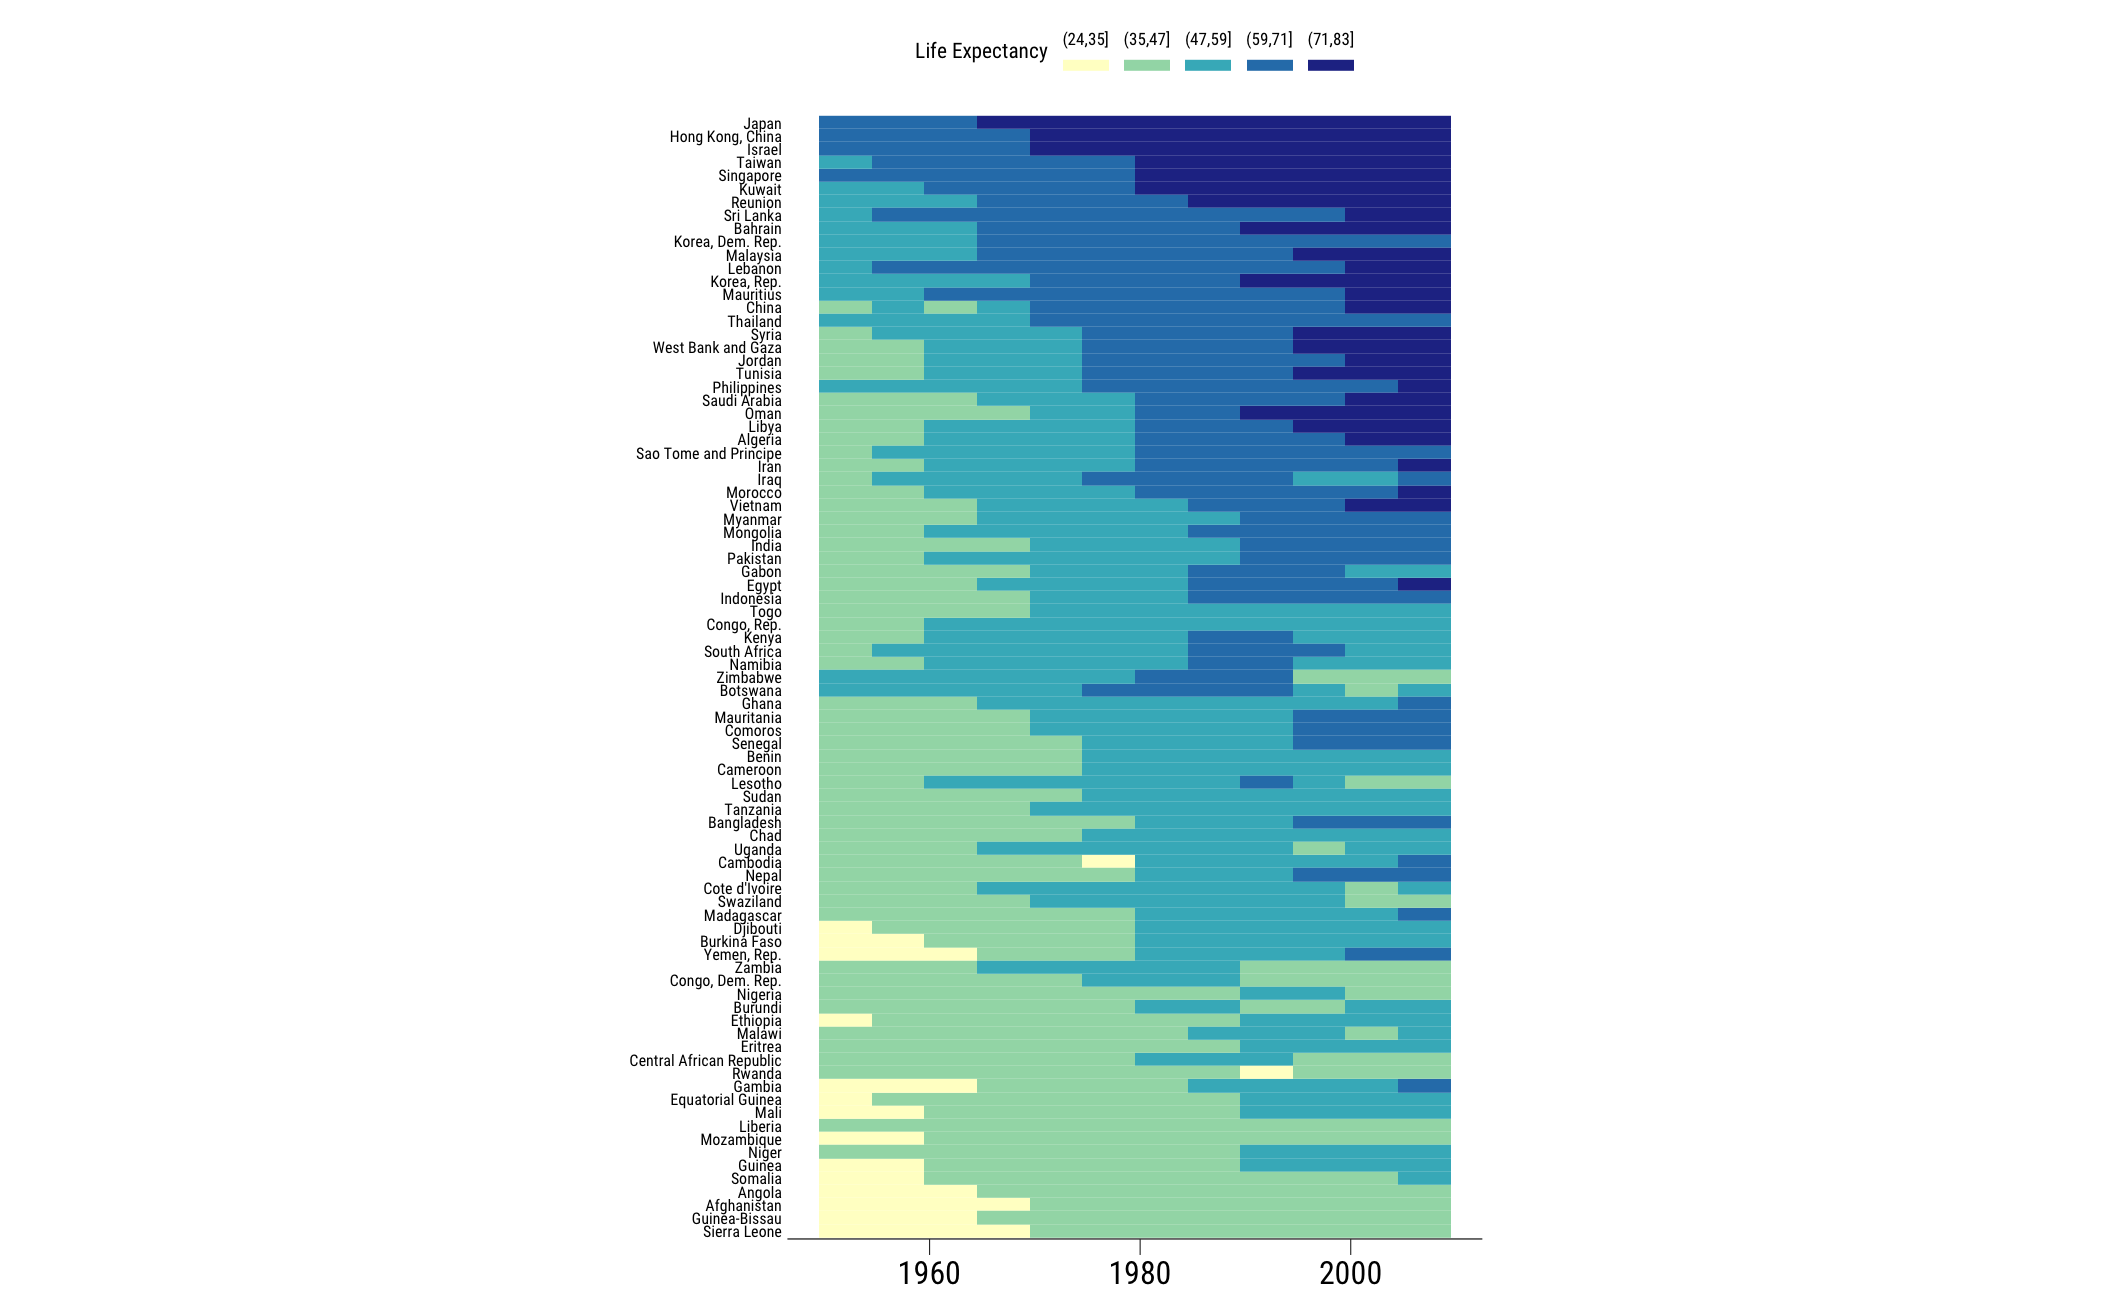 Life Expectancy
(24,35] (35,47] (47,59] (59,71] (71,83]
Japan
Hong Kong, China
Israel
Taiwan
Singapore
Kuwait
Reunion
Sri Lanka
Bahrain
Korea, Dem. Rep.
Malaysia
Lebanon
Korea, Rep.
Mauritius
China
Thailand
Syria
West Bank and Gaza
Jordan
Tunisia
Philippines
Saudi Arabia
Oman
Libya
Algeria
Sao Tome and Principe
Iran
Iraq
Morocco
Vietnam
Myanmar
Mongolia
India
Pakistan
Gabon
Egypt
Indonesia
Togo
Congo, Rep.
Kenya
South Africa
Namibia
Zimbabwe
Botswana
Ghana
Mauritania
Comoros
Senegal
Benin
Cameroon
Lesotho
Sudan
Tanzania
Bangladesh
Chad
Uganda
Cambodia
Nepal
Cote d'Ivoire
Swaziland
Madagascar
Djibouti
Burkina Faso
Yemen, Rep.
Zambia
Congo, Dem. Rep.
Nigeria
Burundi
Ethiopia
Malawi
Eritrea
Central African Republic
Rwanda
Gambia
Equatorial Guinea
Mali
Liberia
Mozambique
Niger
Guinea
Somalia
Angola
Afghanistan
Guinea-Bissau
Sierra Leone
1960 1980 2000